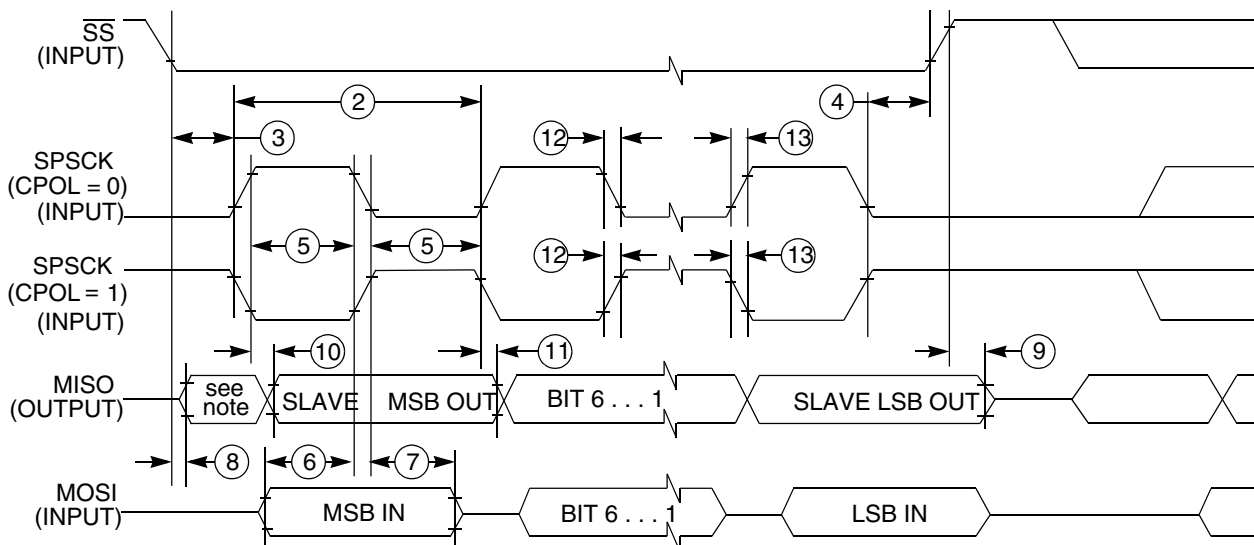 SS
(INPUT)
2
4
3
12
13
SPSCK
(CPOL = 0)
(INPUT)
5
5
12
13
SPSCK
(CPOL = 1)
(INPUT)
10
11
9
MISO
(OUTPUT)
see
note
SLAVE
MSB OUT
BIT 6 . . . 1
SLAVE LSB OUT
8
6
7
MOSI
(INPUT)
MSB IN
BIT 6 . . . 1
LSB IN